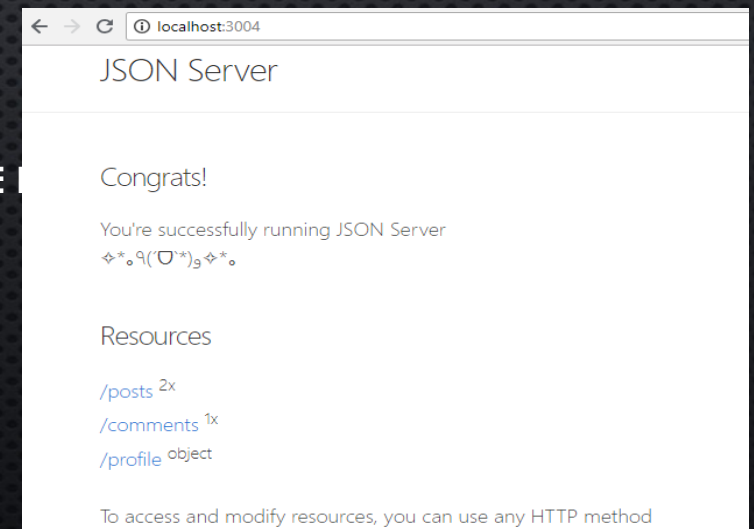 localhost:3004
JSON Server
Congrats!
You're successfully running JSON Server
✧*｡٩(ˊᗜˋ*)و✧*｡
Resources
/posts 2x
/comments 1x
/profile object
To access and modify resources, you can use any HTTP method